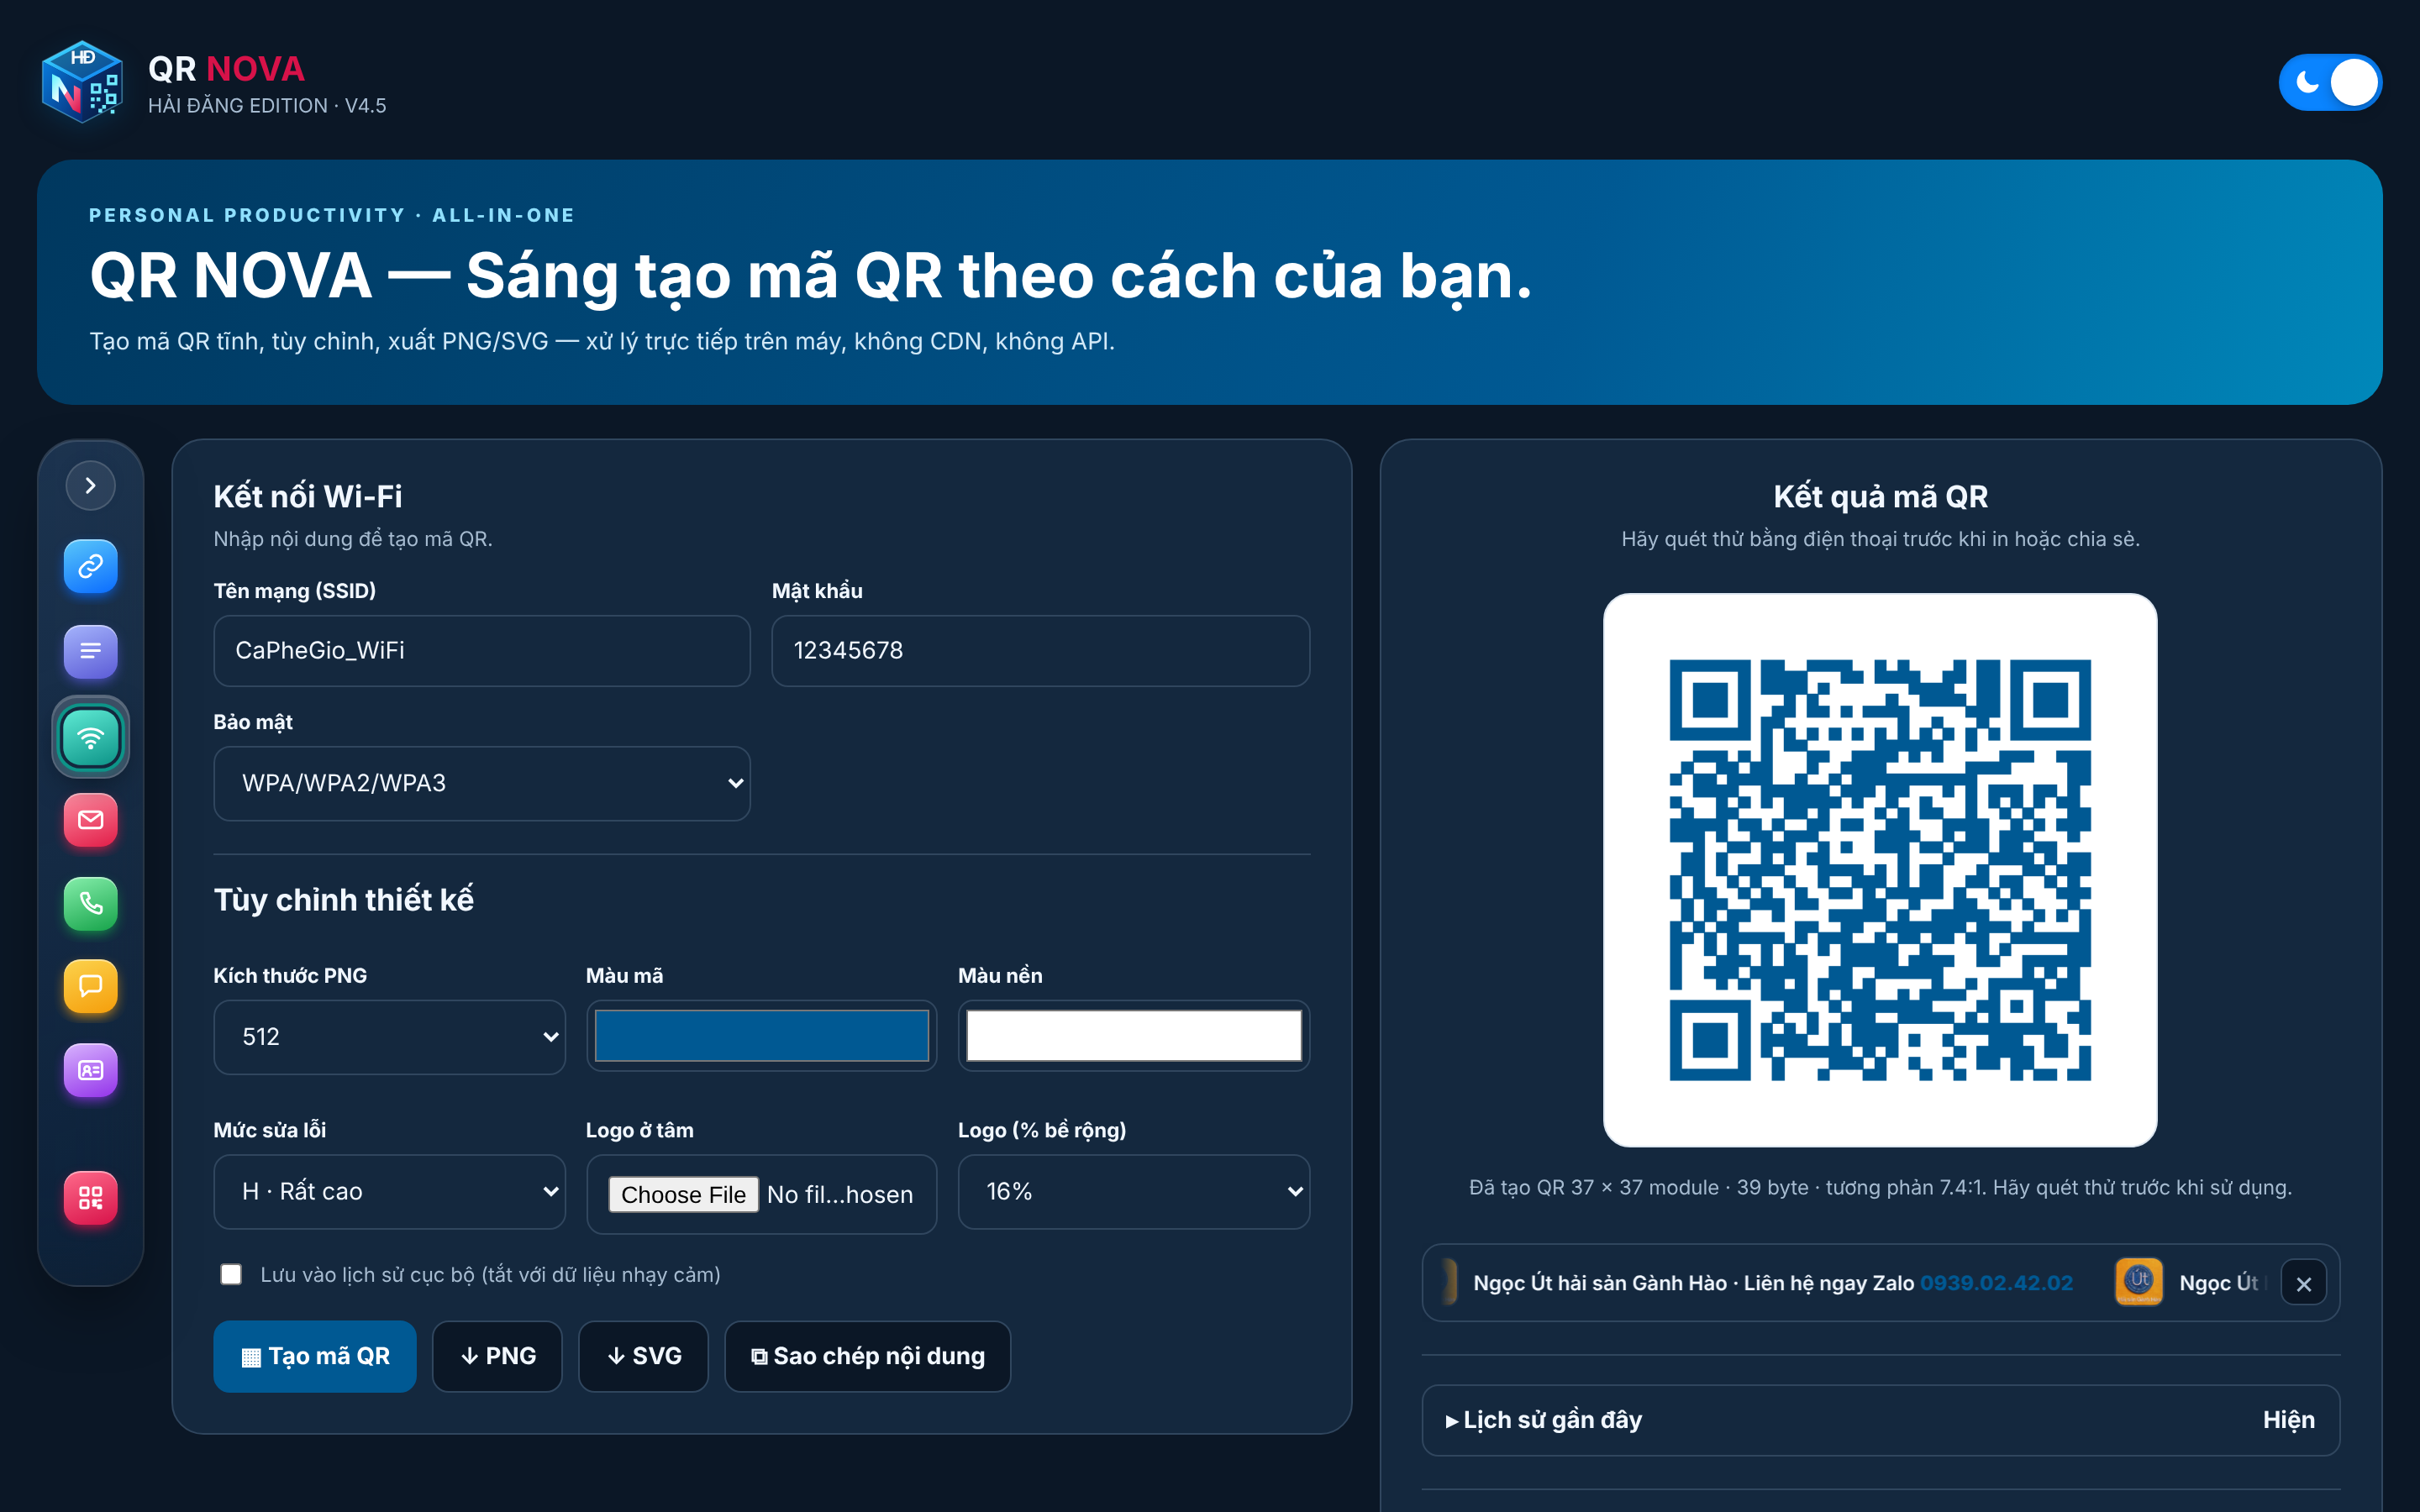 HĐ
N
QR NOVA
HẢI ĐĂNG EDITION · V4.5
PERSONAL PRODUCTIVITY · ALL-IN-ONE
QR NOVA — Sáng tạo mã QR theo cách của bạn.
Tạo mã QR tĩnh, tùy chỉnh, xuất PNG/SVG — xử lý trực tiếp trên máy, không CDN, không API.
Kết nối Wi-Fi
Nhập nội dung để tạo mã QR.
Tên mạng (SSID)
Mật khẩu
CaPheGio_WiFi
12345678
Bảo mật
WPA/WPA2/WPA3
Tùy chỉnh thiết kế
Kích thước PNG
Màu mã
Màu nền
512
Mức sửa lỗi
Logo ở tâm
Logo (% bề rộng)
H · Rất cao
Choose File No fil...hosen
16%
Lưu vào lịch sử cục bộ (tắt với dữ liệu nhạy cảm)
Tạo mã QR
↓ PNG
↓ SVG
Sao chép nội dung
Kết quả mã QR
Hãy quét thử bằng điện thoại trước khi in hoặc chia sẻ.
Đã tạo QR 37 × 37 module · 39 byte · tương phản 7.4:1. Hãy quét thử trước khi sử dụng.
Ngọc Út hải sản Gành Hào · Liên hệ ngay Zalo 0939.02.42.02
Út
Ngọc Út
Lịch sử gần đây
Hiện